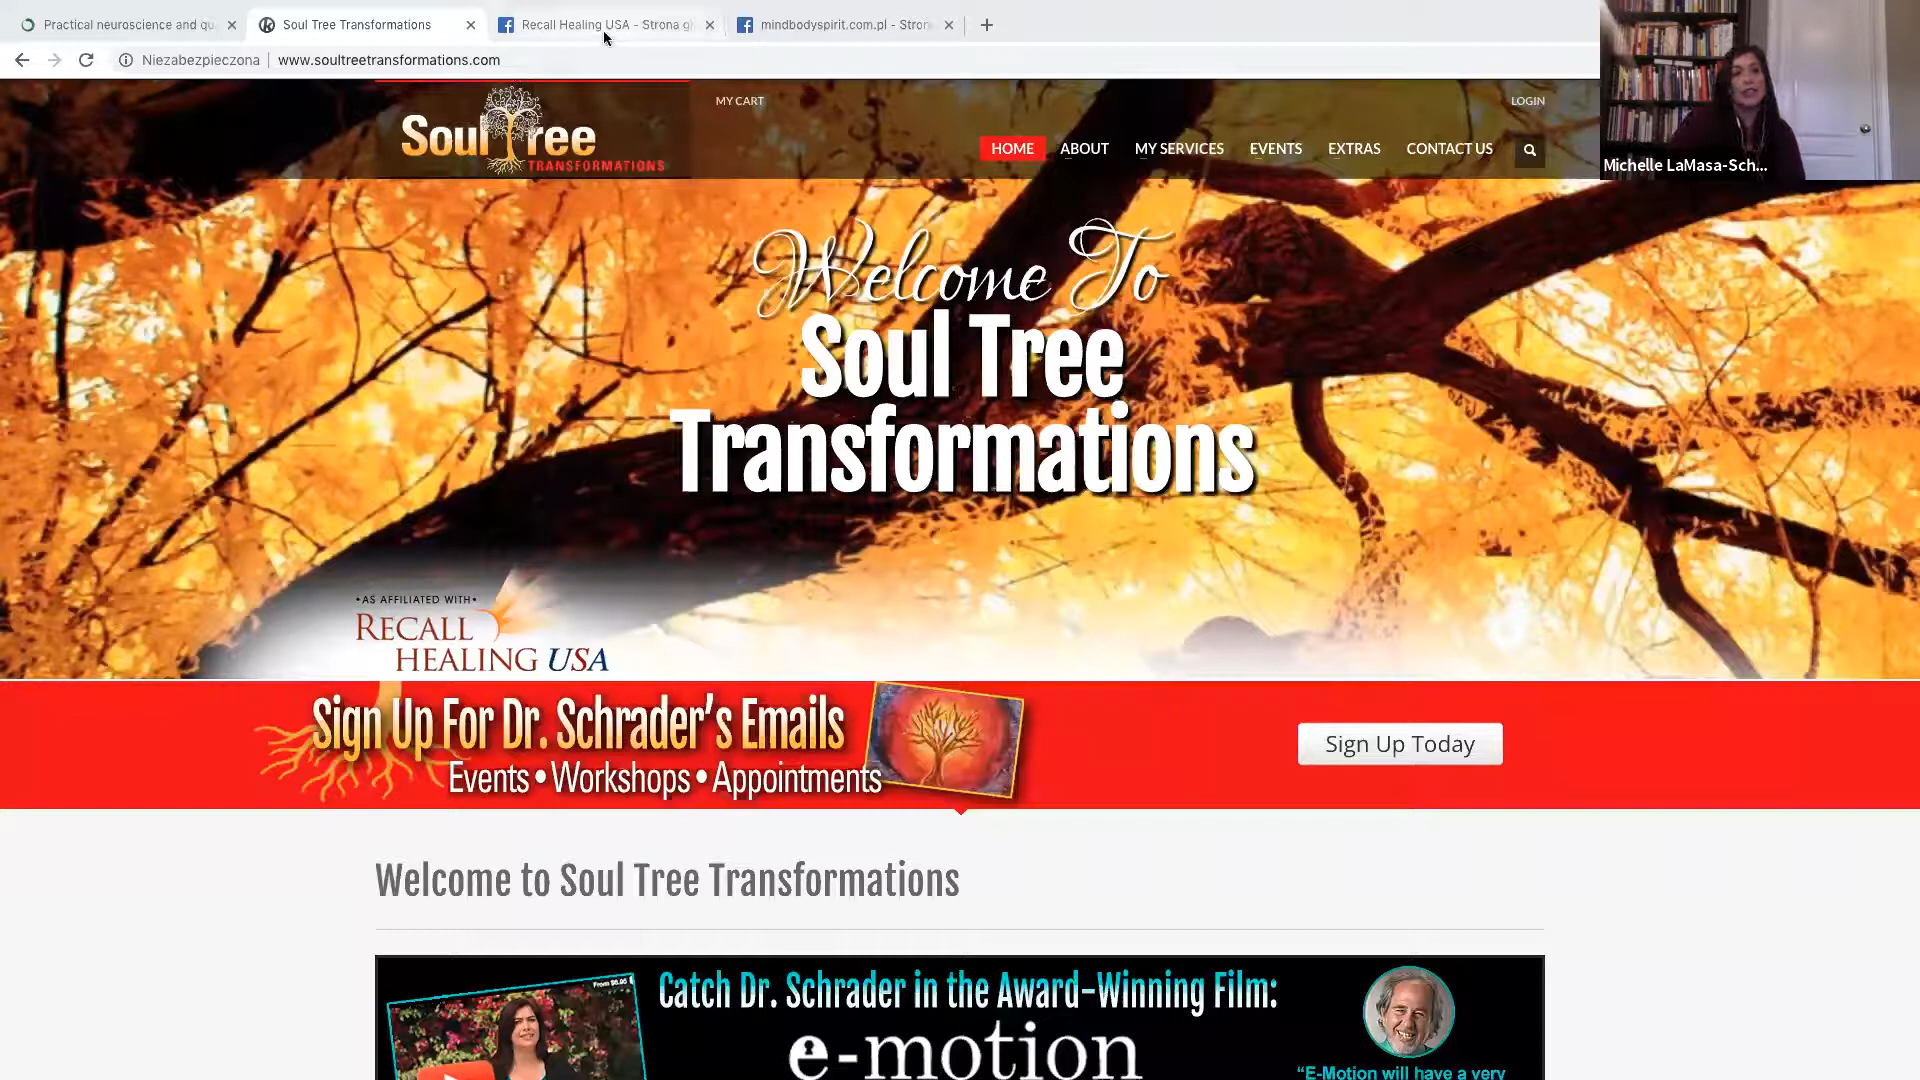 Practical neuroscience and qu
Soul Tree Transformations
Recall Healing USA - Strona g
mindbodyspirit.com.pl - Stron
Niezabezpieczona
www.soultreetransformations.com
Soul Tree
TRANSFORMATIONS
MY CART
LOGIN
HOME
ABOUT
MY SERVICES
EVENTS
EXTRAS
CONTACT US
Michelle LaMasa-Sch...
Welcome To
Soul Tree
Transformations
•AS AFFILIATED WITH•
RECALL
HEALING USA
Sign Up For Dr. Schrader's Emails
Events • Workshops • Appointments
Sign Up Today
Welcome to Soul Tree Transformations
From $6.95
Catch Dr. Schrader in the Award-Winning Film:
e-motion
"E-Motion will have a very